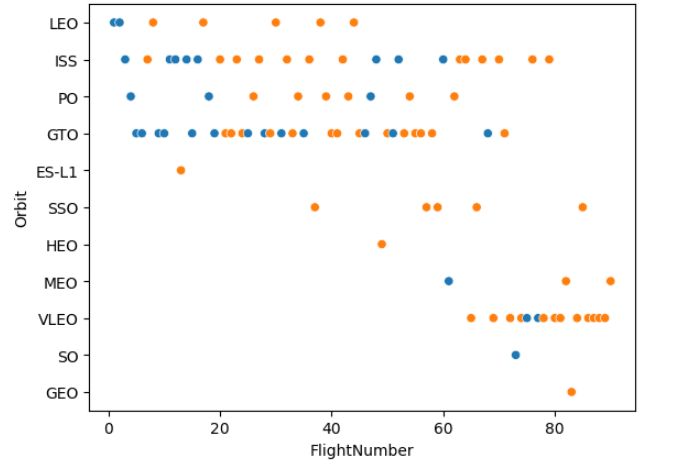 LEO
ISS
PO
GTO
ES-L1
SSO
HEO
MEO
VLEO
SO
GEO
Orbit
0 20 40 60 80
FlightNumber